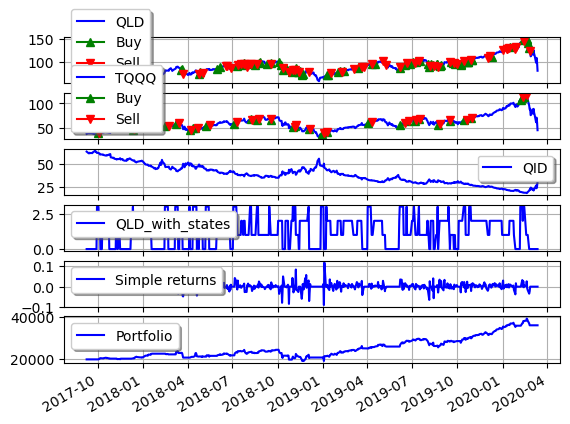 QLD
Buy
Sell
150
100
TQQQ
Buy
Sell
100
50
QID
50
25
QLD_with_states
2.5
0.0
Simple returns
0.1
0.0
−0.1
Portfolio
40000
20000
2017-10 2018-01 2018-04 2018-07 2018-10 2019-01 2019-04 2019-07 2019-10 2020-01 2020-04